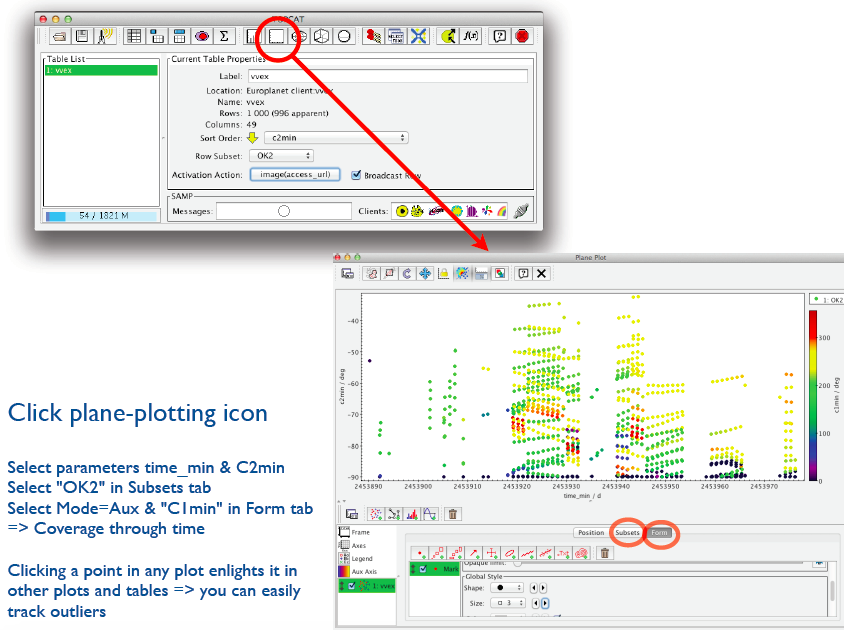 TOPCAT
Table List
1: vvex
54 / 1821 M
Current Table Properties
Label: vvex
Location: Europlanet client:vvex
Name: vvex
Rows: 1 000 (996 apparent)
Columns: 49
Sort Order: c2min
Row Subset: OK2
Activation Action: image(access_url) Broadcast Row
SAMP
Messages: Clients:
Plane Plot
1: OK2
-40
-50
-60
-70
-80
-90
c2min / deg
2453890 2453900 2453910 2453920 2453930 2453940 2453950 2453960 2453970
time_min / d
300
200
100
0
c1min / deg
Click plane-plotting icon
Select parameters time_min & C2min
Select "OK2" in Subsets tab
Select Mode=Aux & "C1min" in Form tab
=> Coverage through time
Clicking a point in any plot enlights it in
other plots and tables => you can easily
track outliers
Frame
Axes
Legend
Aux Axis
1: vvex
Position Subsets Form
Mark
Opaque limit:
Global Style
Shape:
Size: 3